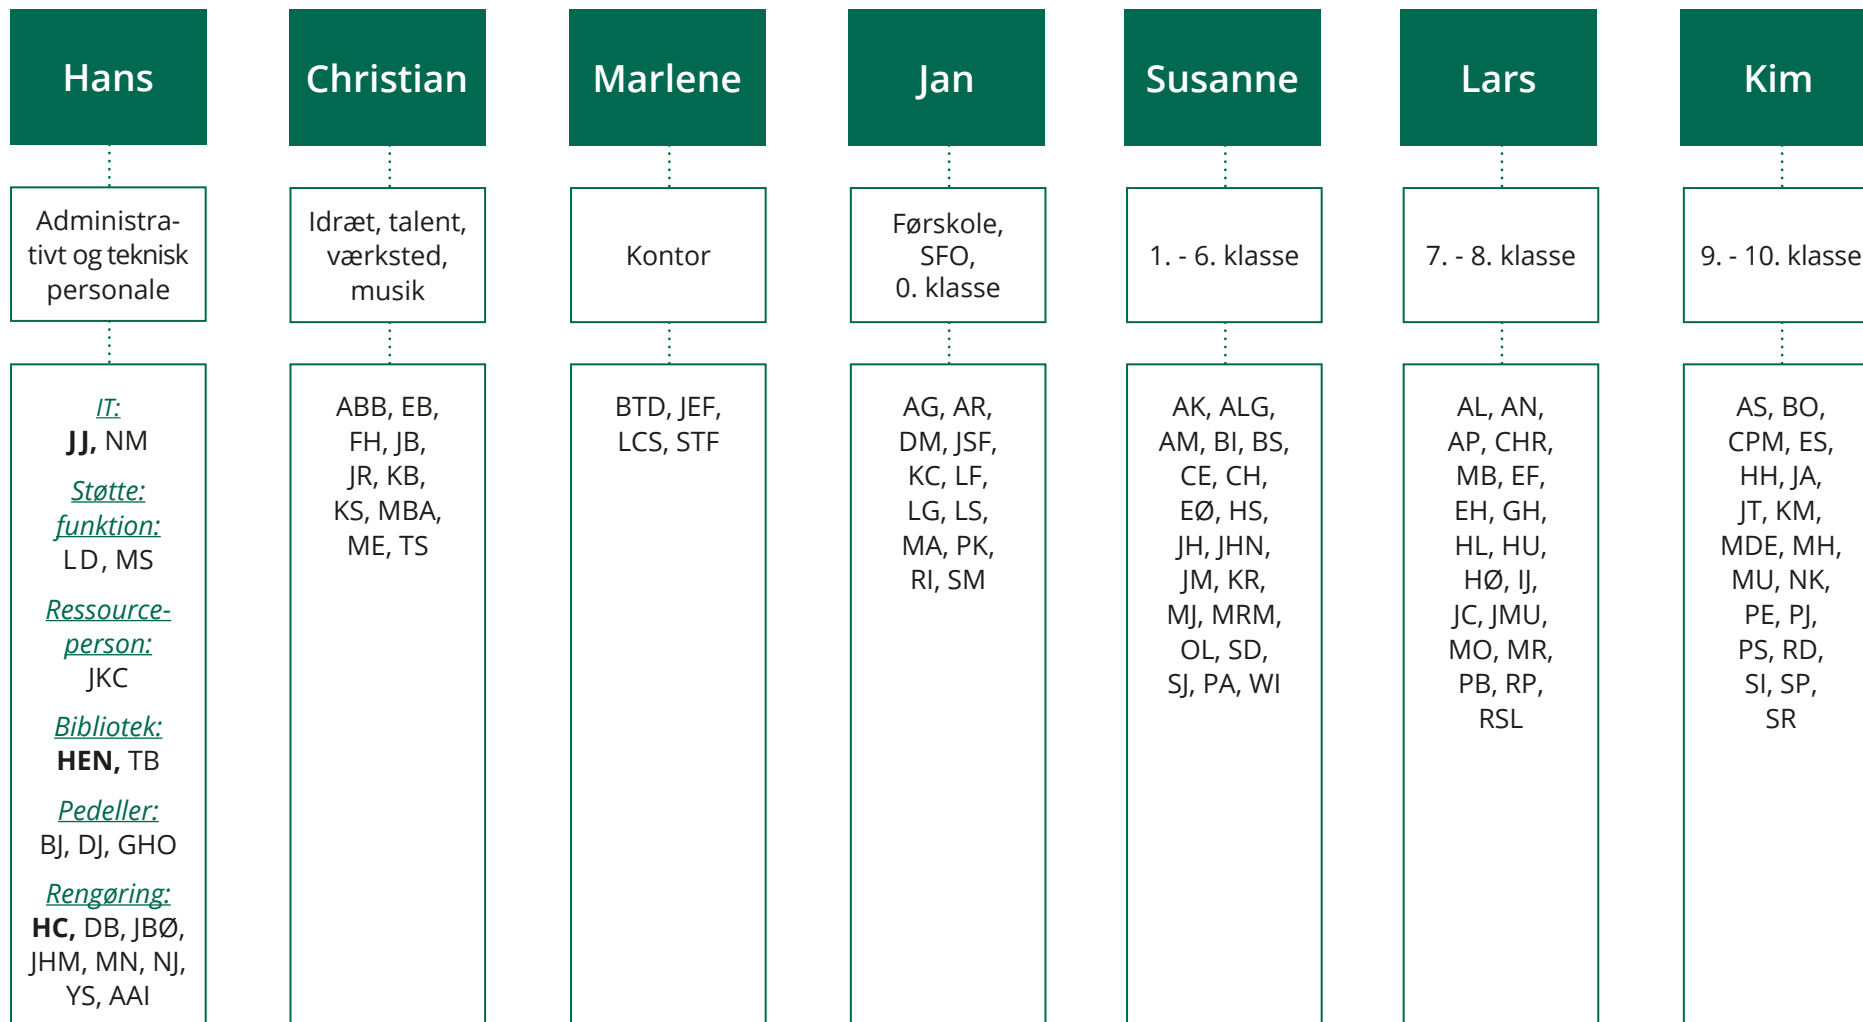 Hans
Administra-
tivt og teknisk
personale
IT:
JJ, NM
Støtte:
funktion:
LD, MS
Ressource-
person:
JKC
Bibliotek:
HEN, TB
Pedeller:
BJ, DJ, GHO
Rengøring:
HC, DB, JBØ,
JHM, MN, NJ,
YS, AAI
Christian
Idræt, talent,
værksted,
musik
ABB, EB,
FH, JB,
JR, KB,
KS, MBA,
ME, TS
Marlene
Kontor
BTD, JEF,
LCS, STF
Jan
Førskole,
SFO,
0. klasse
AG, AR,
DM, JSF,
KC, LF,
LG, LS,
MA, PK,
RI, SM
Susanne
1. - 6. klasse
AK, ALG,
AM, BI, BS,
CE, CH,
EØ, HS,
JH, JHN,
JM, KR,
MJ, MRM,
OL, SD,
SJ, PA, WI
Lars
7. - 8. klasse
AL, AN,
AP, CHR,
MB, EF,
EH, GH,
HL, HU,
HØ, IJ,
JC, JMU,
MO, MR,
PB, RP,
RSL
Kim
9. - 10. klasse
AS, BO,
CPM, ES,
HH, JA,
JT, KM,
MDE, MH,
MU, NK,
PE, PJ,
PS, RD,
SI, SP,
SR